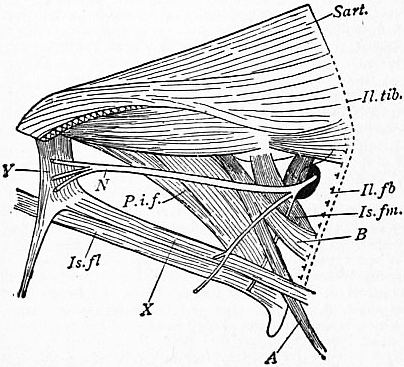 Sart.
Il. tib.
Y
N
P.i.f.
Il. fb
Is. fm.
B
Is. fl
X
A